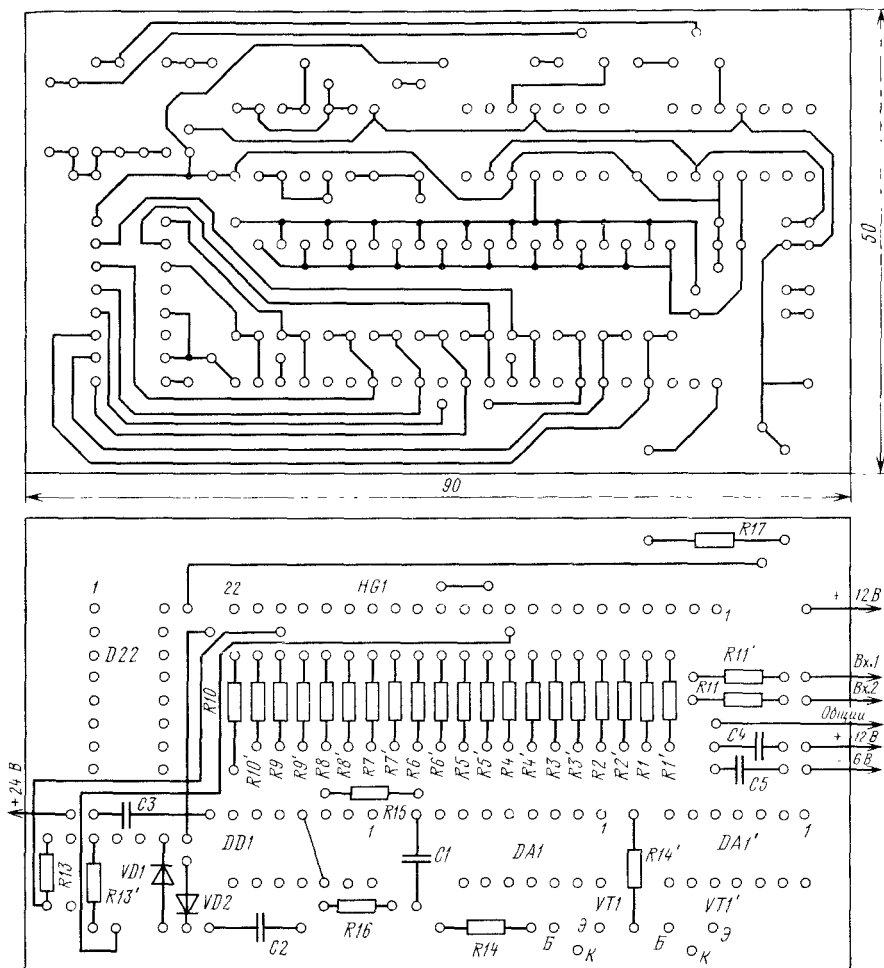 50
90
R17
1
22
HG1
+ 12 В
1
D22
R11'
Вх.1
R10
R11
Вх.2
Общий
C4
+ 12 В
R10'
R9
R9'
R8
R8'
R7
R7'
R6
R6'
R5
R5'
R4
R4'
R3
R3'
R2
R2'
R1
R1'
- 6 В
C5
+24 В
C3
R15
DD1
1
C1
DA1
1
R14'
DA1'
1
R13
R13'
VD1
VD2
VT1
VT1'
C2
R16
R14
Б
Э
К
Б
Э
К